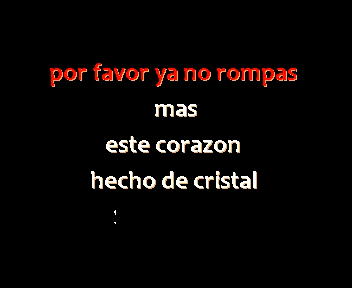 por favor ya no rompas
mas
este corazon
hecho de cristal